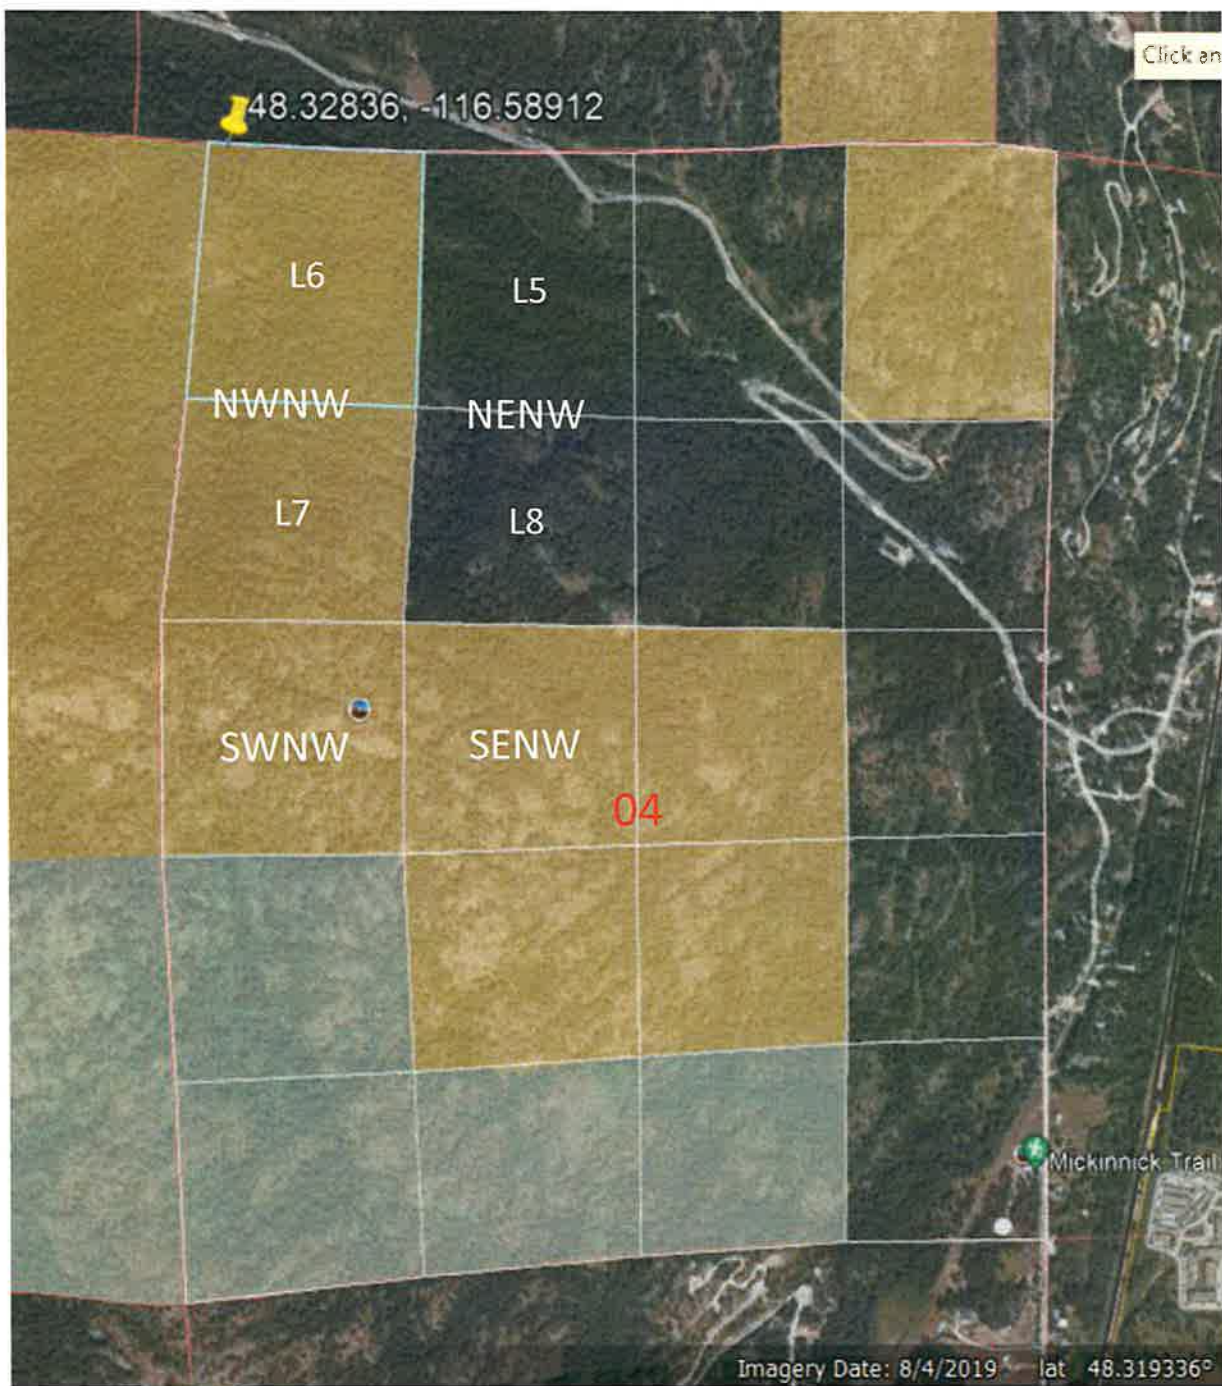 Click an
48.32836, -116.58912
L6
L5
NWNW
NENW
L7
L8
SWNW
SENW
04
Mickinnick Trail
Imagery Date: 8/4/2019 lat 48.319336°